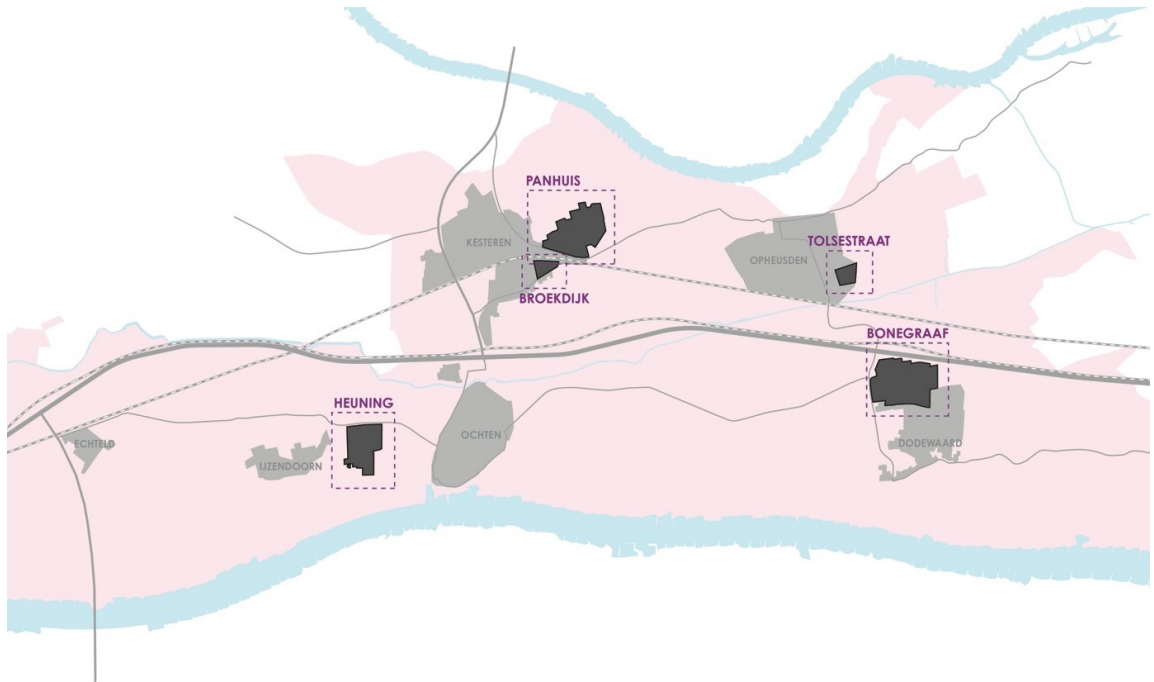 PANHUIS
KESTEREN
TOLSESTRAAT
OPHEUSDEN
BROEKDIJK
BONEGRAAF
HEUNING
OCHTEN
ECHTELD
DODEWAARD
IJZENDOORN